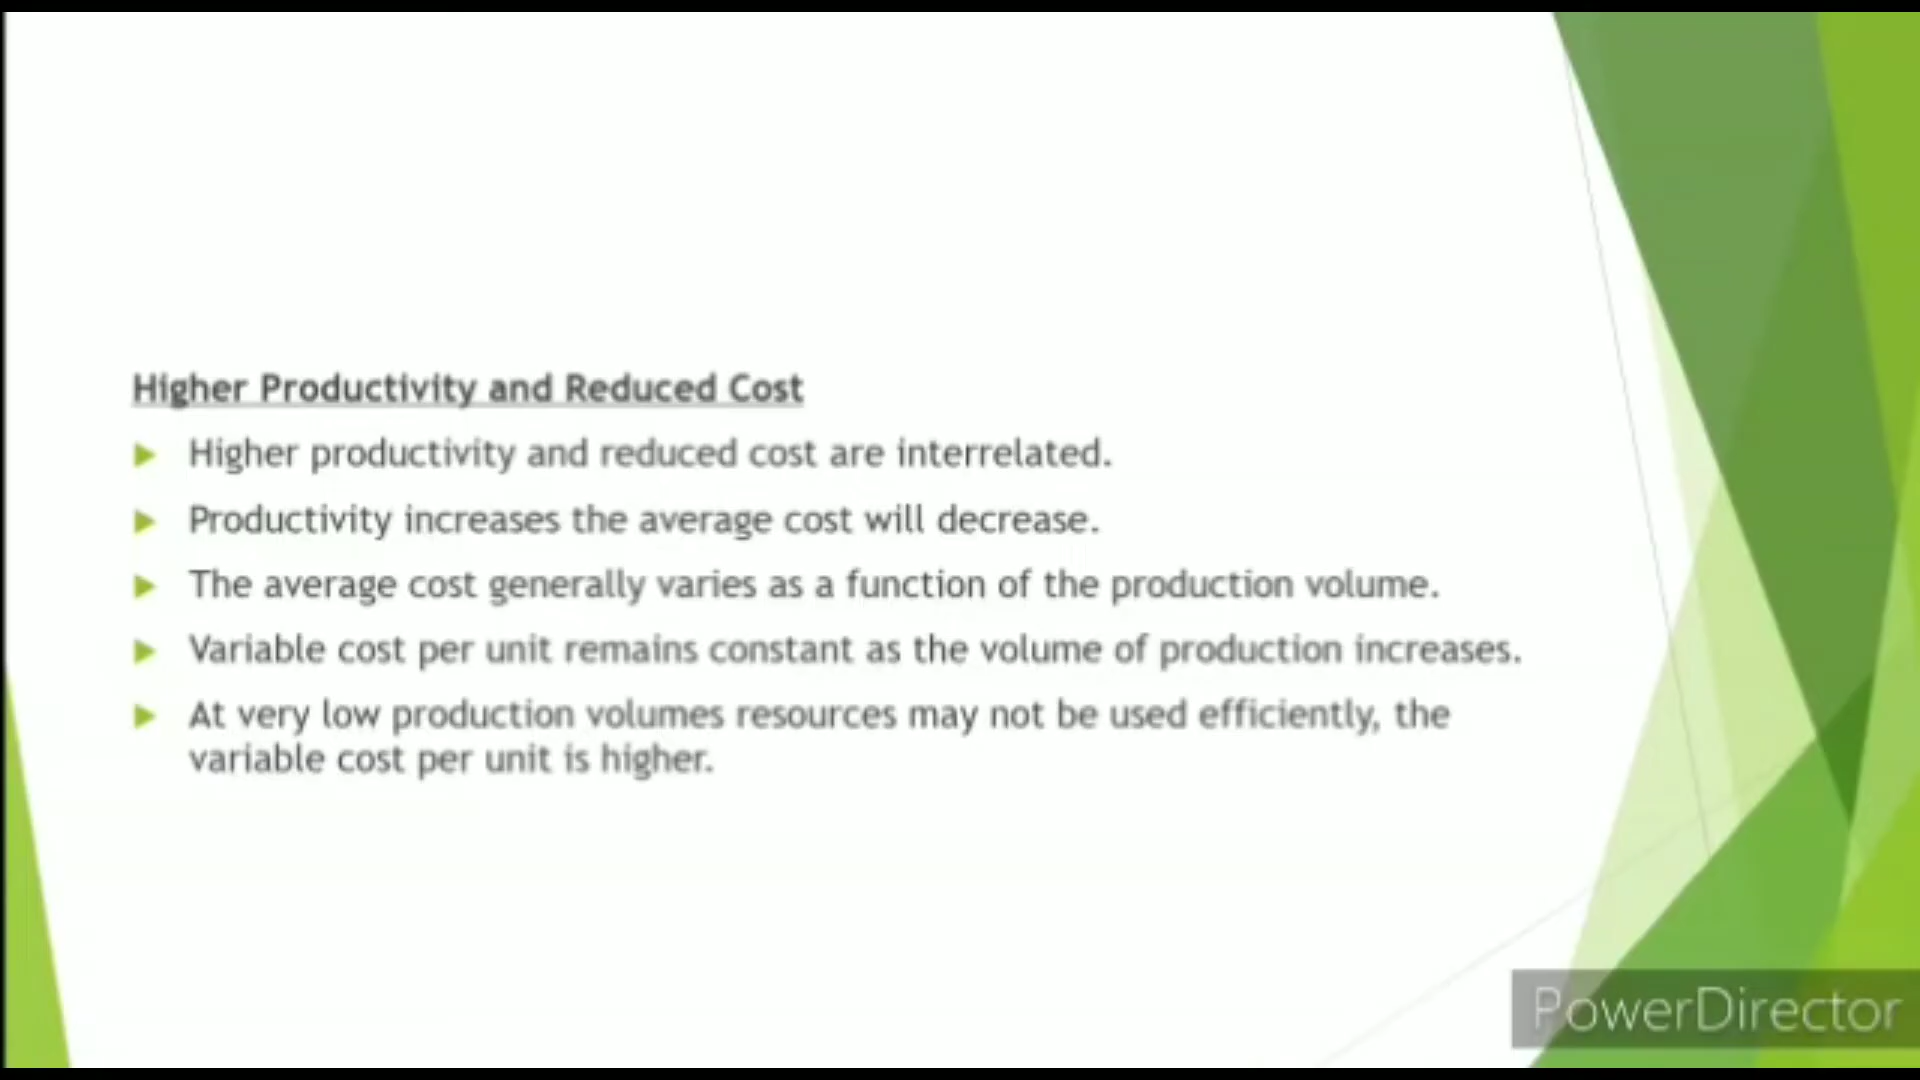 Higher Productivity and Reduced Cost
Higher productivity and reduced cost are interrelated.
Productivity increases the average cost will decrease.
The average cost generally varies as a function of the production volume.
Variable cost per unit remains constant as the volume of production increases.
At very low production volumes resources may not be used efficiently, the
variable cost per unit is higher.
PowerDirector